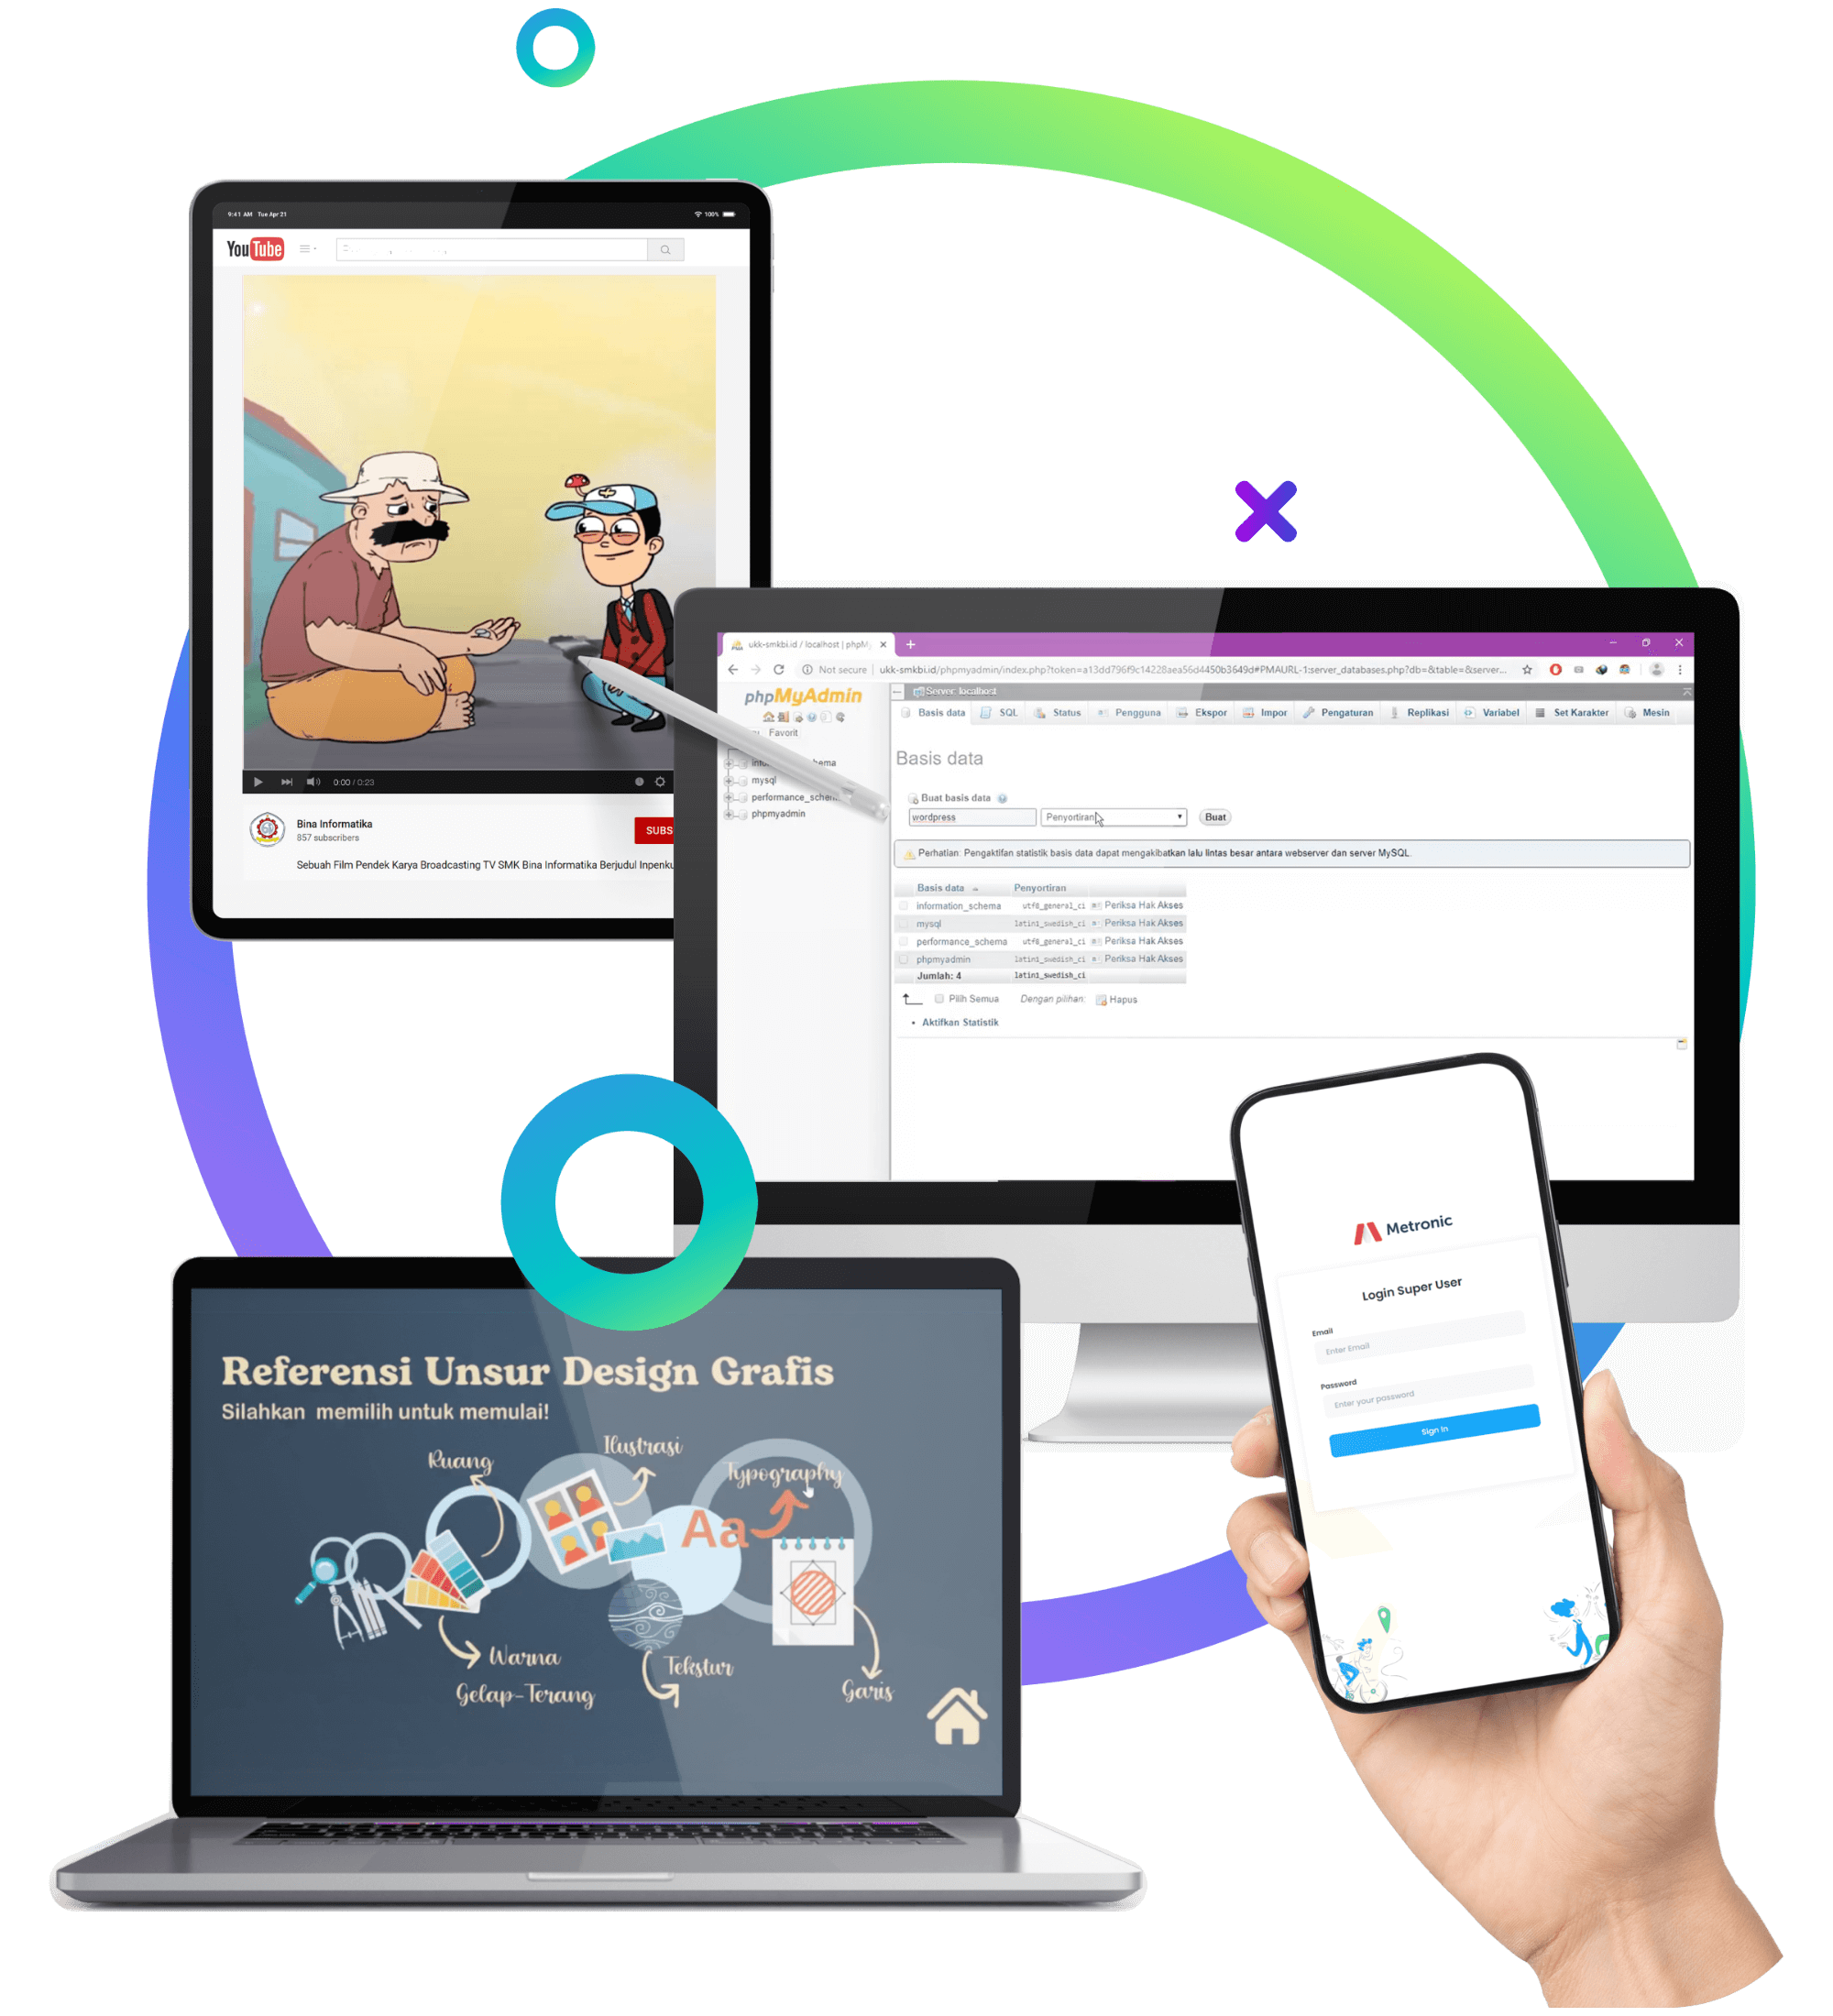 9:41 AM Tue Apr 21
100%
YouTube
0:00 / 0:23
Bina Informatika
857 subscribers
SUBS
Sebuah Film Pendek Karya Broadcasting TV SMK Bina Informatika Berjudul Inpenku
ukk-smkbi.id / localhost | phpM
Not secure | ukk-smkbi.id/phpmyadmin/index.php?token=a13dd796f9c14228aea56d4450b3649d#PMAURL-1:server_databases.php?db=&table=&server...
phpMyAdmin
Favorit
mysql
performance_schem
phpmyadmin
Server: localhost
Basis data SQL Status Pengguna Ekspor Impor Pengaturan Replikasi Variabel Set Karakter Mesin
Basis data
Buat basis data
wordpress Penyortiran Buat
Perhatian: Pengaktifan statistik basis data dapat mengakibatkan lalu lintas besar antara webserver dan server MySQL.
Basis data Penyortiran
information_schema utf8_general_ci Periksa Hak Akses
mysql latin1_swedish_ci Periksa Hak Akses
performance_schema utf8_general_ci Periksa Hak Akses
phpmyadmin latin1_swedish_ci Periksa Hak Akses
Jumlah: 4 latin1_swedish_ci
Pilih Semua Dengan pilihan: Hapus
Aktifkan Statistik
Metronic
Login Super User
Email
Enter Email
Password
Enter your password
Sign In
Referensi Unsur Design Grafis
Silahkan memilih untuk memulai!
Ruang
Ilustrasi
Typography
Aa
Warna
Gelap-Terang
Tekstur
Garis